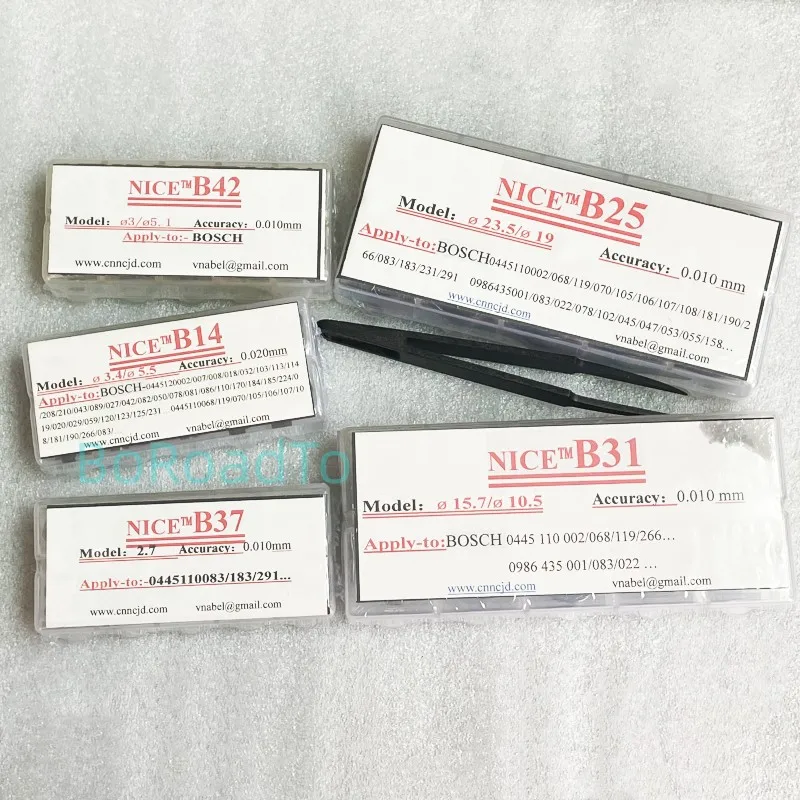 NICE™B42
Model: ø3/ø5.1 Accuracy: 0.010mm
Apply-to:- BOSCH
www.cnncjd.com vnabel@gmail.com
NICE™B25
Model: ø 23.5/ø 19 Accuracy: 0.010 mm
Apply-to:BOSCH0445110002/068/119/070/105/106/107/108/181/190/2
66/083/183/231/291 0986435001/083/022/078/102/045/047/053/055/158...
www.cnncjd.com vnabel@gmail.com
NICE™B14
Model: ø 3.4/ø 5.5 Accuracy: 0.020mm
Apply-to:BOSCH-0445120002/007/008/018/032/103/113/114
/208/210/043/089/027/042/082/050/078/081/086/110/170/184/185/224/0
19/020/029/059/120/123/125/231 0445110068/119/070/105/106/107/10
8/181/190/266/083/
www.cnncjd.com vnabel@gmail.com
BoRoadTo
NICE™B31
Model: ø 15.7/ø 10.5 Accuracy: 0.010 mm
Apply-to:BOSCH 0445 110 002/068/119/266...
0986 435 001/083/022 ...
www.cnncjd.com vnabel@gmail.com
NICE™B37
Model: 2.7 Accuracy: 0.010mm
Apply-to:-0445110083/183/291...
www.cnncjd.com vnabel@gmail.com